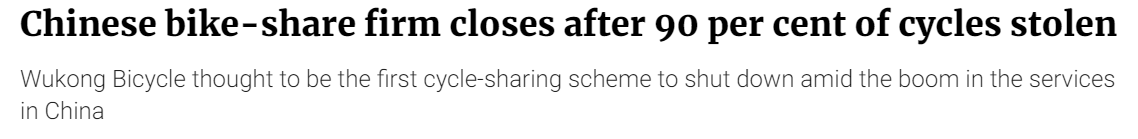 Chinese bike-share firm closes after 90 per cent of cycles stolen
Wukong Bicycle thought to be the first cycle-sharing scheme to shut down amid the boom in the services
in China